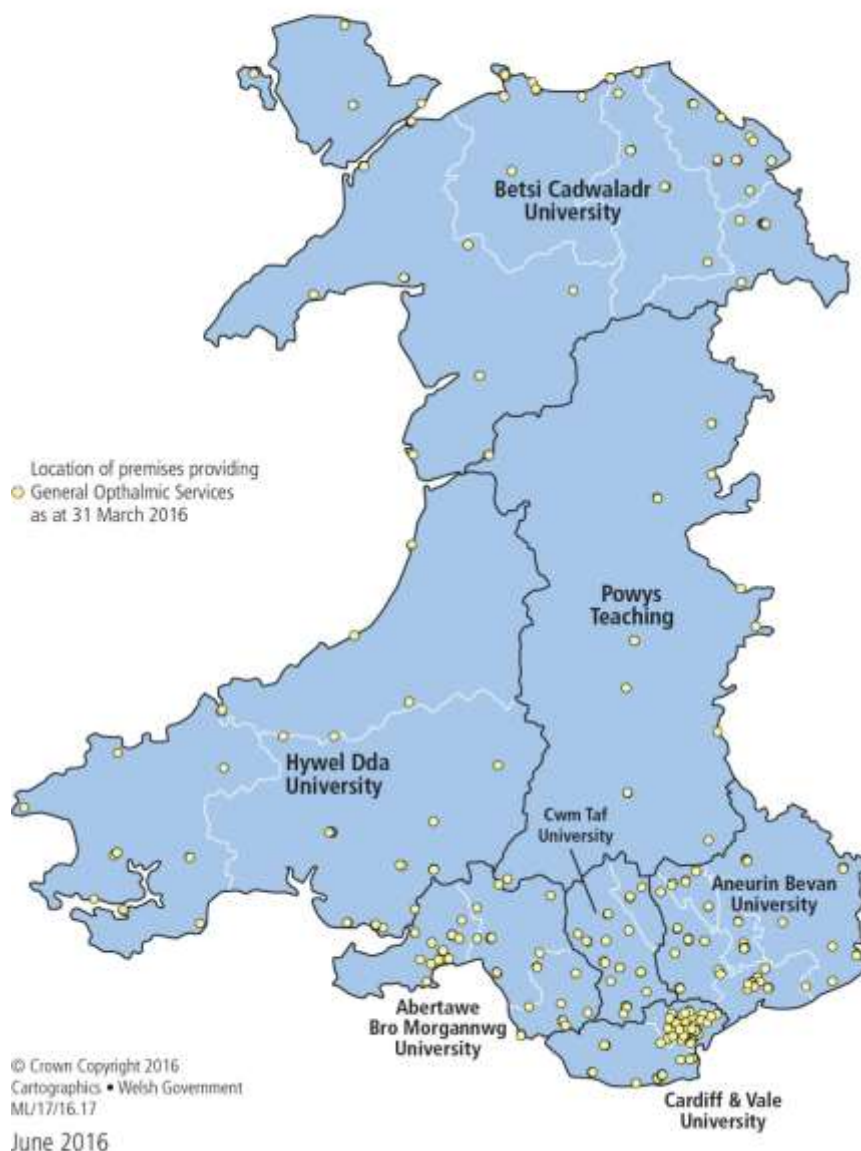 Betsi Cadwaladr
University
Location of premises providing
General Opthalmic Services
as at 31 March 2016
Powys
Teaching
Hywel Dda
University
Cwm Taf
University
Aneurin Bevan
University
Abertawe
Bro Morgannwg
University
© Crown Copyright 2016
Cartographics • Welsh Government
ML/17/16.17
June 2016
Cardiff & Vale
University